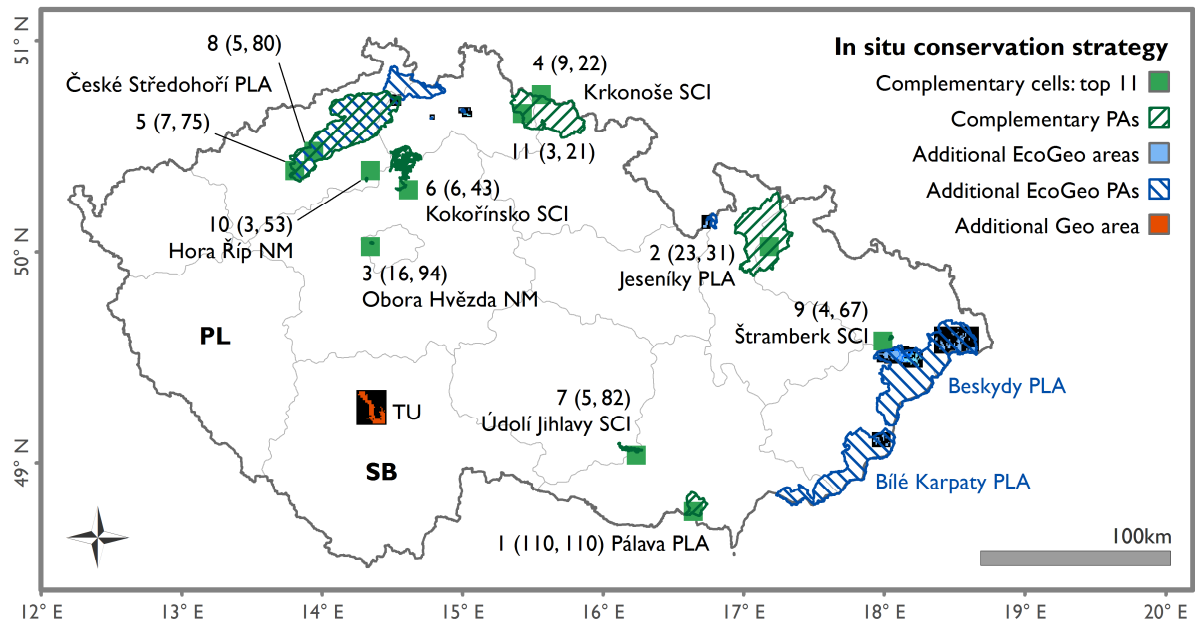 In situ conservation strategy
Complementary cells: top 11
Complementary PAs
Additional EcoGeo areas
Additional EcoGeo PAs
Additional Geo area
8 (5, 80)
České Středohoří PLA
5 (7, 75)
4 (9, 22)
Krkonoše SCI
11 (3, 21)
6 (6, 43)
Kokořínsko SCI
10 (3, 53)
Hora Říp NM
3 (16, 94)
Obora Hvězda NM
2 (23, 31)
Jeseníky PLA
9 (4, 67)
Štramberk SCI
PL
Beskydy PLA
7 (5, 82)
Údolí Jihlavy SCI
TU
SB
Bílé Karpaty PLA
1 (110, 110) Pálava PLA
100km
51° N
50° N
49° N
12° E
13° E
14° E
15° E
16° E
17° E
18° E
19° E
20° E